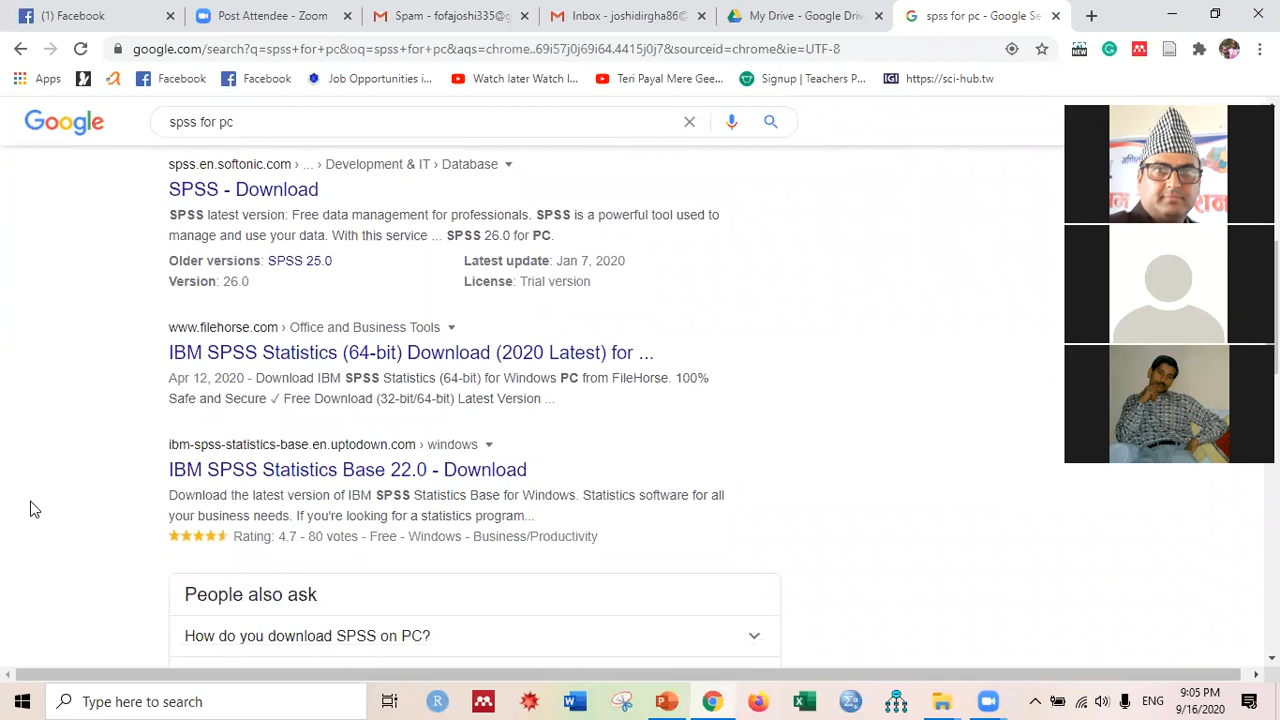 (1) Facebook
My Tutoring Dashboard | T
Spam - fofajoshi335@g
Inbox - joshidirgha86@
My Drive - Google Driv
spss for pc - Google Se
google.com/search?q=spss+for+pc&oq=spss+for+pc&aqs=chrome..69i57j0j69i64.4415j0j7&sourceid=chrome&ie=UTF-8
Apps
Facebook
Facebook
Job Opportunities i...
Watch later Watch l...
Teri Payal Mere Gee...
Signup | Teachers P...
IGI
https://sci-hub.tw
NEW
Google
spss for pc
spss.en.softonic.com › ... › Development & IT › Database
SPSS - Download
SPSS latest version: Free data management for professionals. SPSS is a powerful tool used to
manage and use your data. With this service ... SPSS 26.0 for PC.
Older versions: SPSS 25.0
Latest update: Jan 7, 2020
Version: 26.0
License: Trial version
www.filehorse.com › Office and Business Tools
IBM SPSS Statistics (64-bit) Download (2020 Latest) for ...
Apr 12, 2020 - Download IBM SPSS Statistics (64-bit) for Windows PC from FileHorse. 100%
Safe and Secure ✓ Free Download (32-bit/64-bit) Latest Version ...
ibm-spss-statistics-base.en.uptodown.com › windows
IBM SPSS Statistics Base 22.0 - Download
Download the latest version of IBM SPSS Statistics Base for Windows. Statistics software for all
your business needs. If you're looking for a statistics program...
Rating: 4.7 - 80 votes - Free - Windows - Business/Productivity
People also ask
How do you download SPSS on PC?
Type here to search
ENG
9:05 PM
9/16/2020